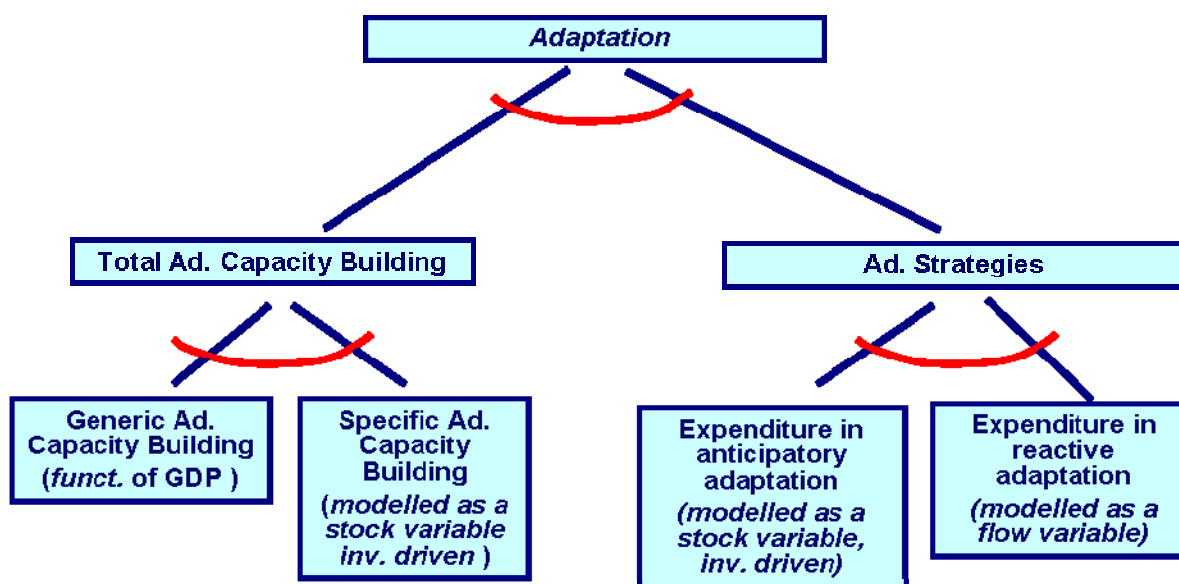 Adaptation
Total Ad. Capacity Building
Ad. Strategies
Generic Ad.
Capacity Building
(funct. of GDP )
Specific Ad.
Capacity
Building
(modelled as a
stock variable
inv. driven )
Expenditure in
anticipatory
adaptation
(modelled as a
stock variable,
inv. driven)
Expenditure in
reactive
adaptation
(modelled as a
flow variable)